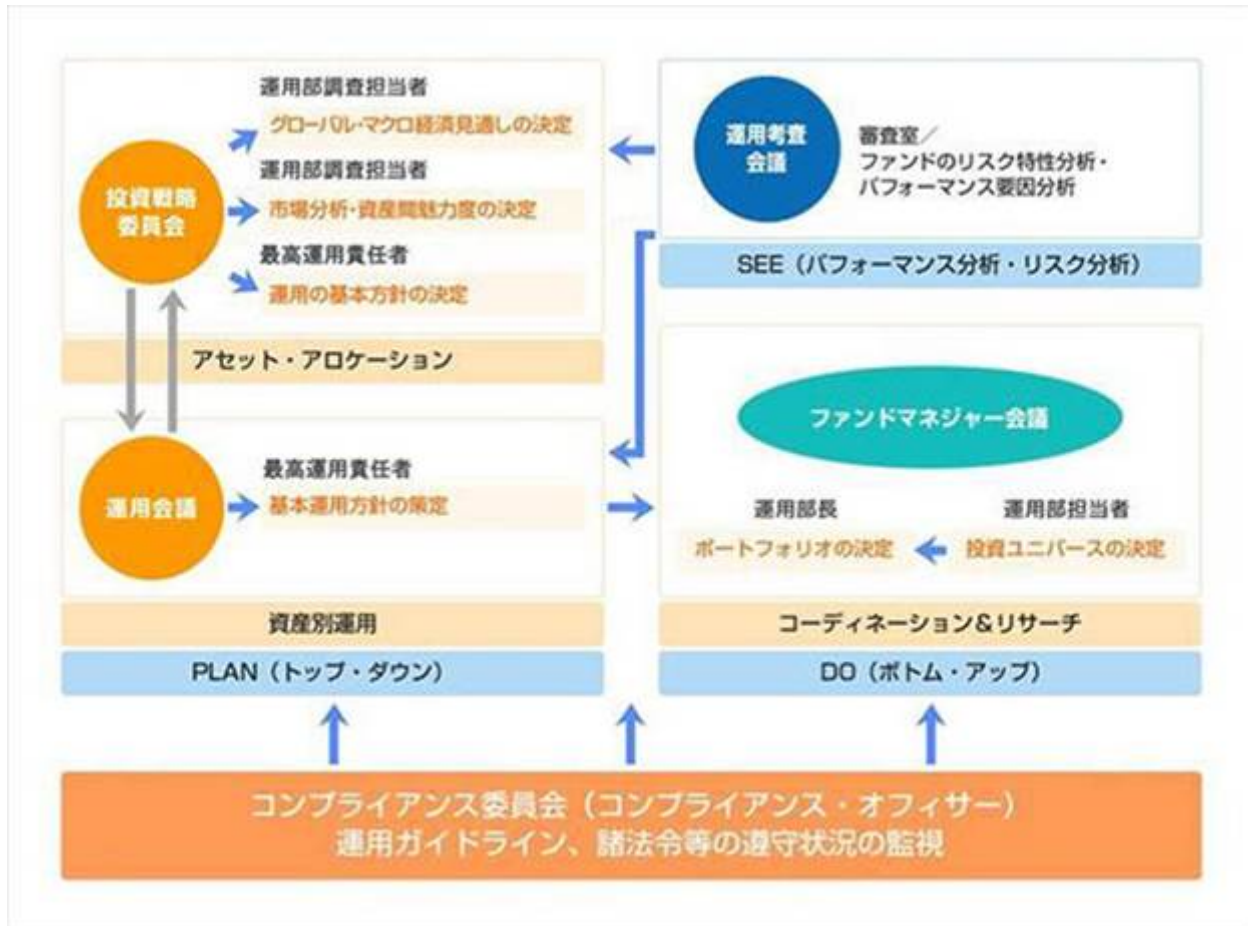 運用部調査担当者
グローバル・マクロ経済見通しの決定
投資戦略
委員会
運用部調査担当者
市場分析・資産間魅力度の決定
最高運用責任者
運用の基本方針の決定
アセット・アロケーション
運用考査
会議
審査室／
ファンドのリスク特性分析・
パフォーマンス要因分析
SEE（パフォーマンス分析・リスク分析）
運用会議
最高運用責任者
基本運用方針の策定
資産別運用
PLAN（トップ・ダウン）
ファンドマネジャー会議
運用部長
ポートフォリオの決定
運用部担当者
投資ユニバースの決定
コーディネーション＆リサーチ
DO（ボトム・アップ）
コンプライアンス委員会（コンプライアンス・オフィサー）
運用ガイドライン、諸法令等の遵守状況の監視